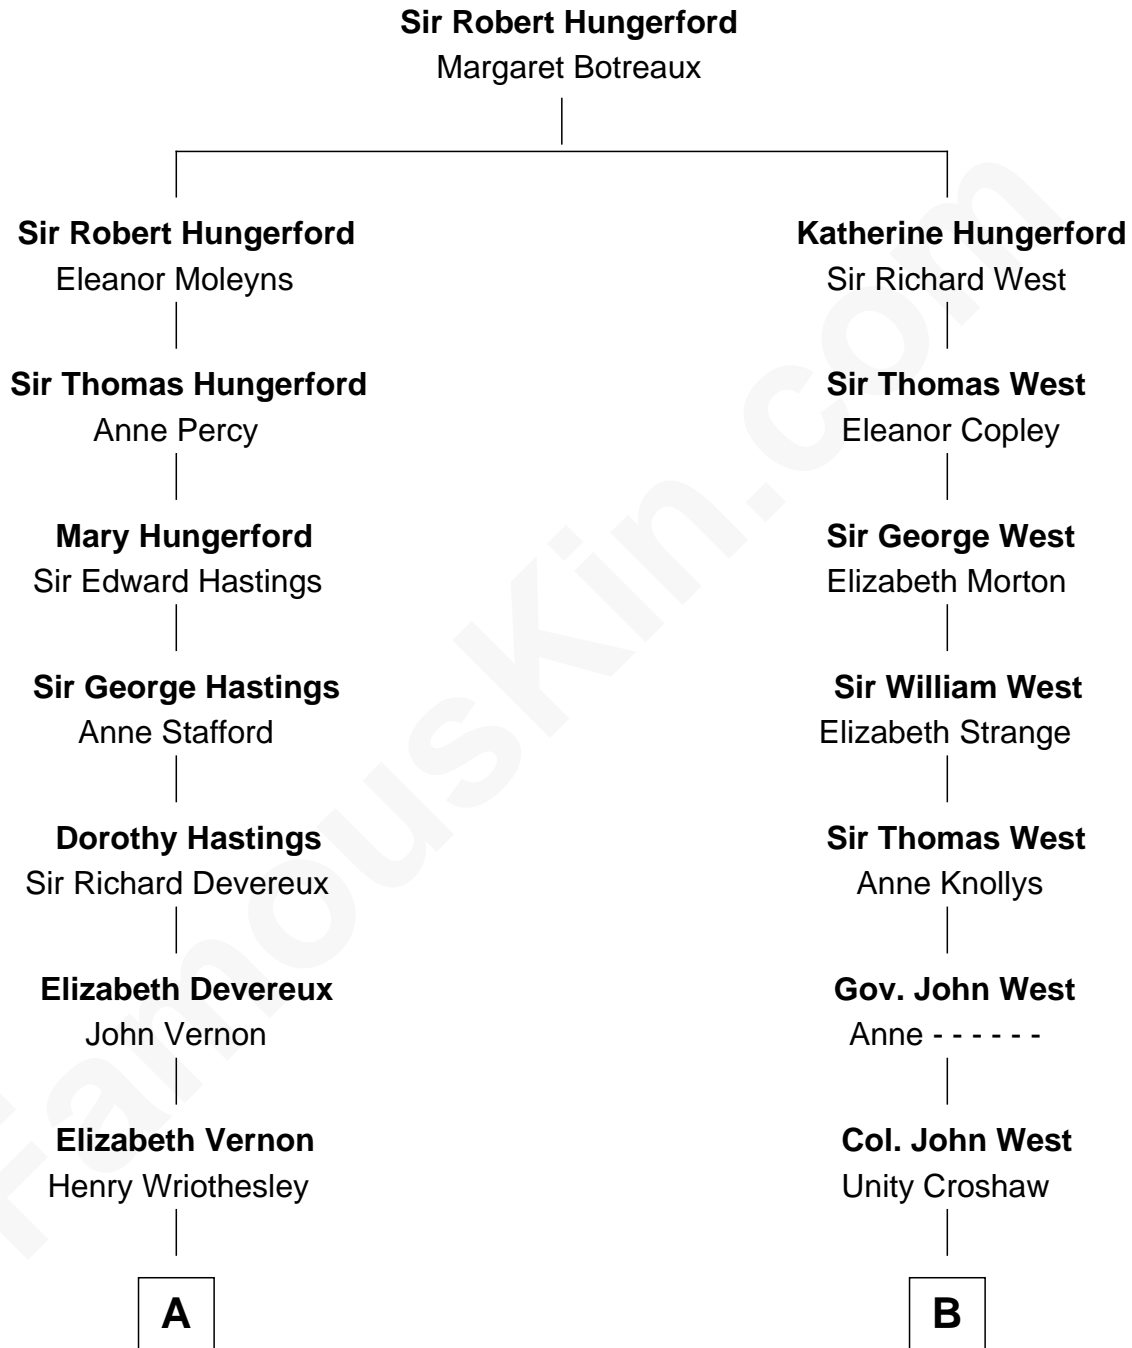 Sir Robert Hungerford
Margaret Botreaux
Sir Robert Hungerford
Eleanor Moleyns
Katherine Hungerford
Sir Richard West
Sir Thomas Hungerford
Anne Percy
Sir Thomas West
Eleanor Copley
Mary Hungerford
Sir Edward Hastings
Sir George West
Elizabeth Morton
Sir George Hastings
Anne Stafford
Sir William West
Elizabeth Strange
Dorothy Hastings
Sir Richard Devereux
Sir Thomas West
Anne Knollys
Elizabeth Devereux
John Vernon
Gov. John West
Anne - - - - - -
Elizabeth Vernon
Henry Wriothesley
Col. John West
Unity Croshaw
A
B
FamousKin.com